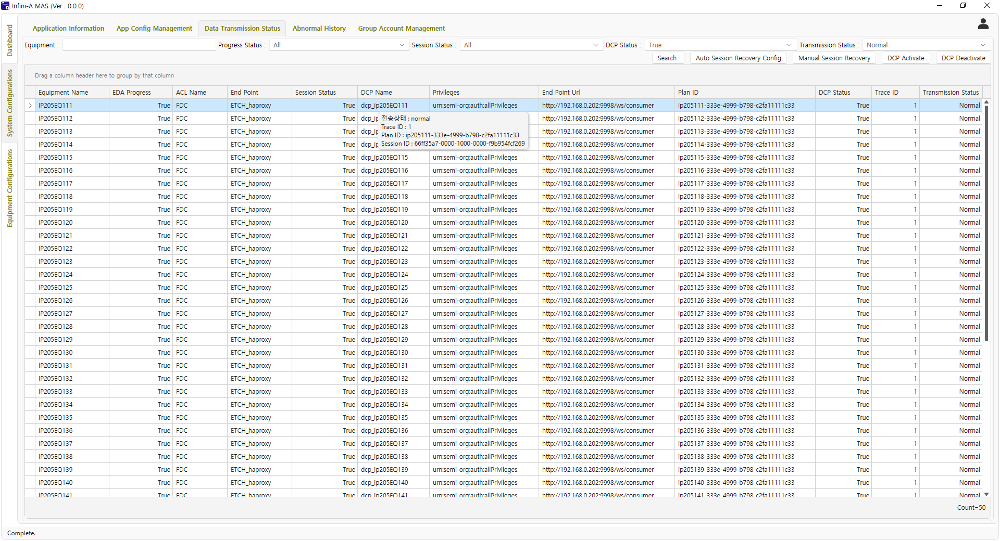 Infini-A MAS (Ver : 0.0.0)
Dashboard
System Configurations
Equipment Configurations
Application Information App Config Management Data Transmission Status Abnormal History Group Account Management
Equipment : Progress Status : All Session Status : All DCP Status : True Transmission Status : Normal
Search Auto Session Recovery Config Manual Session Recovery DCP Activate DCP Deactivate
Drag a column header here to group by that column
Equipment Name EDA Progress ACL Name End Point Session Status DCP Name Privileges End Point Url Plan ID DCP Status Trace ID Transmission Status
IP205EQ111 True FDC ETCH_haproxy True dcp_ip205EQ111 urn:semi-org:auth:allPrivileges http://192.168.0.202:9998/ws/consumer ip205111-333e-4999-b798-c2fa11111c33 True 1 Normal
IP205EQ112 True FDC ETCH_haproxy True http://192.168.0.202:9998/ws/consumer ip205112-333e-4999-b798-c2fa11111c33 True 1 Normal
IP205EQ113 True FDC ETCH_haproxy True http://192.168.0.202:9998/ws/consumer ip205113-333e-4999-b798-c2fa11111c33 True 1 Normal
IP205EQ114 True FDC ETCH_haproxy True http://192.168.0.202:9998/ws/consumer ip205114-333e-4999-b798-c2fa11111c33 True 1 Normal
전송상태 : normal
Trace ID : 1
Plan ID : ip205111-333e-4999-b798-c2fa11111c33
Session ID : 66ff35a7-0000-1000-0000-f9b954fcf269
IP205EQ115 True FDC ETCH_haproxy True dcp_ip205EQ115 urn:semi-org:auth:allPrivileges http://192.168.0.202:9998/ws/consumer ip205115-333e-4999-b798-c2fa11111c33 True 1 Normal
IP205EQ116 True FDC ETCH_haproxy True dcp_ip205EQ116 urn:semi-org:auth:allPrivileges http://192.168.0.202:9998/ws/consumer ip205116-333e-4999-b798-c2fa11111c33 True 1 Normal
IP205EQ117 True FDC ETCH_haproxy True dcp_ip205EQ117 urn:semi-org:auth:allPrivileges http://192.168.0.202:9998/ws/consumer ip205117-333e-4999-b798-c2fa11111c33 True 1 Normal
IP205EQ118 True FDC ETCH_haproxy True dcp_ip205EQ118 urn:semi-org:auth:allPrivileges http://192.168.0.202:9998/ws/consumer ip205118-333e-4999-b798-c2fa11111c33 True 1 Normal
IP205EQ119 True FDC ETCH_haproxy True dcp_ip205EQ119 urn:semi-org:auth:allPrivileges http://192.168.0.202:9998/ws/consumer ip205119-333e-4999-b798-c2fa11111c33 True 1 Normal
IP205EQ120 True FDC ETCH_haproxy True dcp_ip205EQ120 urn:semi-org:auth:allPrivileges http://192.168.0.202:9998/ws/consumer ip205120-333e-4999-b798-c2fa11111c33 True 1 Normal
IP205EQ121 True FDC ETCH_haproxy True dcp_ip205EQ121 urn:semi-org:auth:allPrivileges http://192.168.0.202:9998/ws/consumer ip205121-333e-4999-b798-c2fa11111c33 True 1 Normal
IP205EQ122 True FDC ETCH_haproxy True dcp_ip205EQ122 urn:semi-org:auth:allPrivileges http://192.168.0.202:9998/ws/consumer ip205122-333e-4999-b798-c2fa11111c33 True 1 Normal
IP205EQ123 True FDC ETCH_haproxy True dcp_ip205EQ123 urn:semi-org:auth:allPrivileges http://192.168.0.202:9998/ws/consumer ip205123-333e-4999-b798-c2fa11111c33 True 1 Normal
IP205EQ124 True FDC ETCH_haproxy True dcp_ip205EQ124 urn:semi-org:auth:allPrivileges http://192.168.0.202:9998/ws/consumer ip205124-333e-4999-b798-c2fa11111c33 True 1 Normal
IP205EQ125 True FDC ETCH_haproxy True dcp_ip205EQ125 urn:semi-org:auth:allPrivileges http://192.168.0.202:9998/ws/consumer ip205125-333e-4999-b798-c2fa11111c33 True 1 Normal
IP205EQ126 True FDC ETCH_haproxy True dcp_ip205EQ126 urn:semi-org:auth:allPrivileges http://192.168.0.202:9998/ws/consumer ip205126-333e-4999-b798-c2fa11111c33 True 1 Normal
IP205EQ127 True FDC ETCH_haproxy True dcp_ip205EQ127 urn:semi-org:auth:allPrivileges http://192.168.0.202:9998/ws/consumer ip205127-333e-4999-b798-c2fa11111c33 True 1 Normal
IP205EQ128 True FDC ETCH_haproxy True dcp_ip205EQ128 urn:semi-org:auth:allPrivileges http://192.168.0.202:9998/ws/consumer ip205128-333e-4999-b798-c2fa11111c33 True 1 Normal
IP205EQ129 True FDC ETCH_haproxy True dcp_ip205EQ129 urn:semi-org:auth:allPrivileges http://192.168.0.202:9998/ws/consumer ip205129-333e-4999-b798-c2fa11111c33 True 1 Normal
IP205EQ130 True FDC ETCH_haproxy True dcp_ip205EQ130 urn:semi-org:auth:allPrivileges http://192.168.0.202:9998/ws/consumer ip205130-333e-4999-b798-c2fa11111c33 True 1 Normal
IP205EQ131 True FDC ETCH_haproxy True dcp_ip205EQ131 urn:semi-org:auth:allPrivileges http://192.168.0.202:9998/ws/consumer ip205131-333e-4999-b798-c2fa11111c33 True 1 Normal
IP205EQ132 True FDC ETCH_haproxy True dcp_ip205EQ132 urn:semi-org:auth:allPrivileges http://192.168.0.202:9998/ws/consumer ip205132-333e-4999-b798-c2fa11111c33 True 1 Normal
IP205EQ133 True FDC ETCH_haproxy True dcp_ip205EQ133 urn:semi-org:auth:allPrivileges http://192.168.0.202:9998/ws/consumer ip205133-333e-4999-b798-c2fa11111c33 True 1 Normal
IP205EQ134 True FDC ETCH_haproxy True dcp_ip205EQ134 urn:semi-org:auth:allPrivileges http://192.168.0.202:9998/ws/consumer ip205134-333e-4999-b798-c2fa11111c33 True 1 Normal
IP205EQ135 True FDC ETCH_haproxy True dcp_ip205EQ135 urn:semi-org:auth:allPrivileges http://192.168.0.202:9998/ws/consumer ip205135-333e-4999-b798-c2fa11111c33 True 1 Normal
IP205EQ136 True FDC ETCH_haproxy True dcp_ip205EQ136 urn:semi-org:auth:allPrivileges http://192.168.0.202:9998/ws/consumer ip205136-333e-4999-b798-c2fa11111c33 True 1 Normal
IP205EQ137 True FDC ETCH_haproxy True dcp_ip205EQ137 urn:semi-org:auth:allPrivileges http://192.168.0.202:9998/ws/consumer ip205137-333e-4999-b798-c2fa11111c33 True 1 Normal
IP205EQ138 True FDC ETCH_haproxy True dcp_ip205EQ138 urn:semi-org:auth:allPrivileges http://192.168.0.202:9998/ws/consumer ip205138-333e-4999-b798-c2fa11111c33 True 1 Normal
IP205EQ139 True FDC ETCH_haproxy True dcp_ip205EQ139 urn:semi-org:auth:allPrivileges http://192.168.0.202:9998/ws/consumer ip205139-333e-4999-b798-c2fa11111c33 True 1 Normal
IP205EQ140 True FDC ETCH_haproxy True dcp_ip205EQ140 urn:semi-org:auth:allPrivileges http://192.168.0.202:9998/ws/consumer ip205140-333e-4999-b798-c2fa11111c33 True 1 Normal
IP205EQ141 True FDC ETCH_haproxy True dcp_ip205EQ141 urn:semi-org:auth:allPrivileges http://192.168.0.202:9998/ws/consumer ip205141-333e-4999-b798-c2fa11111c33 True 1 Normal
Count=50
Complete.